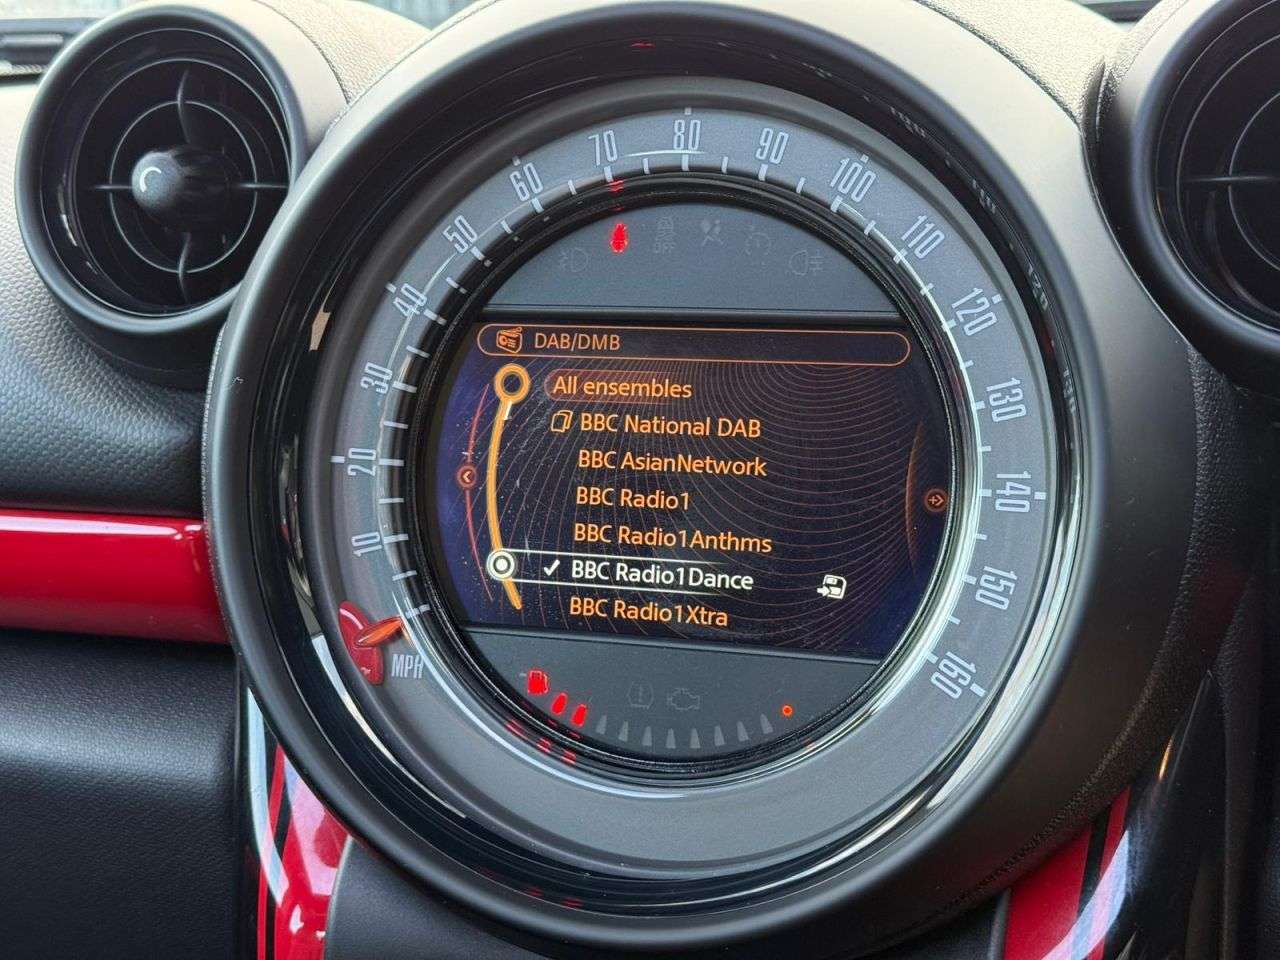 10
20
30
40
50
60
70
80
90
100
110
120
130
140
150
160
MPH
DAB/DMB
All ensembles
BBC National DAB
BBC AsianNetwork
BBC Radio1
BBC Radio1Anthms
BBC Radio1Dance
BBC Radio1Xtra